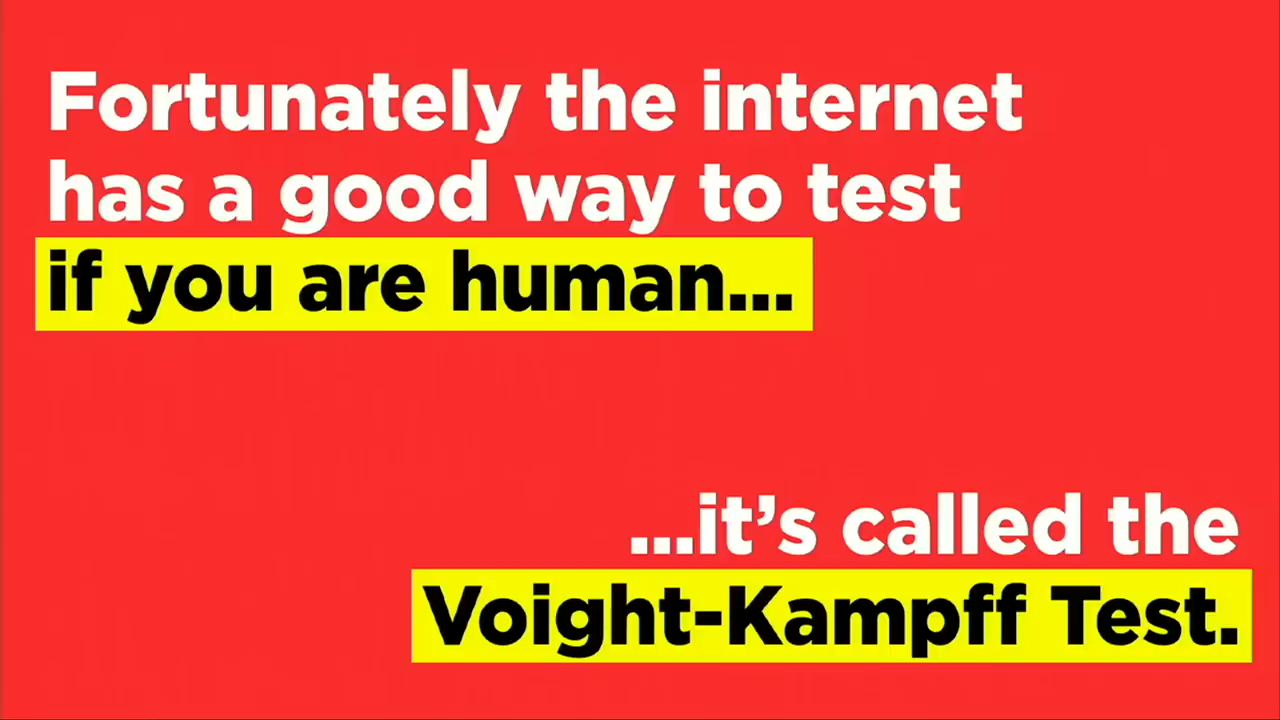 Fortunately the internet
has a good way to test
if you are human...
...it’s called the
Voight-Kampff Test.